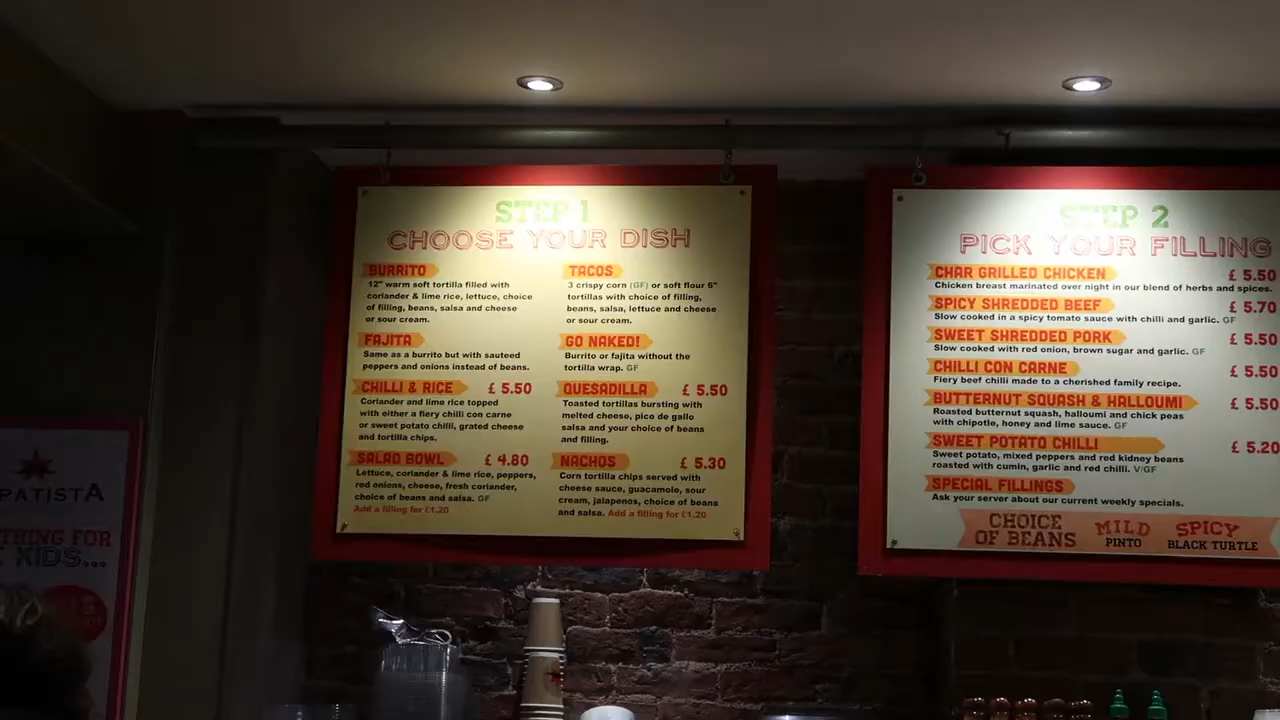 STEP 1
CHOOSE YOUR DISH
BURRITO
12" warm soft tortilla filled with
coriander & lime rice, lettuce, choice
of filling, beans, salsa and cheese
or sour cream.
FAJITA
Same as a burrito but with sauteed
peppers and onions instead of beans.
CHILLI & RICE £ 5.50
Coriander and lime rice topped
with either a fiery chilli con carne
or sweet potato chilli, grated cheese
and tortilla chips.
SALAD BOWL £ 4.80
Lettuce, coriander & lime rice, peppers,
red onions, cheese, fresh coriander,
choice of beans and salsa. GF
Add a filling for £1.20
TACOS
3 crispy corn (GF) or soft flour 6"
tortillas with choice of filling,
beans, salsa, lettuce and cheese
or sour cream.
GO NAKED!
Burrito or fajita without the
tortilla wrap. GF
QUESADILLA £ 5.50
Toasted tortillas bursting with
melted cheese, pico de gallo
salsa and your choice of beans
and filling.
NACHOS £ 5.30
Corn tortilla chips served with
cheese sauce, guacamole, sour
cream, jalapenos, choice of beans
and salsa. Add a filling for £1.20
STEP 2
PICK YOUR FILLING
CHAR GRILLED CHICKEN £ 5.50
Chicken breast marinated over night in our blend of herbs and spices.
SPICY SHREDDED BEEF £ 5.70
Slow cooked in a spicy tomato sauce with chilli and garlic. GF
SWEET SHREDDED PORK £ 5.50
Slow cooked with red onion, brown sugar and garlic. GF
CHILLI CON CARNE £ 5.50
Fiery beef chilli made to a cherished family recipe.
BUTTERNUT SQUASH & HALLOUMI £ 5.50
Roasted butternut squash, halloumi and chick peas
with chipotle, honey and lime sauce. GF
SWEET POTATO CHILLI £ 5.20
Sweet potato, mixed peppers and red kidney beans
roasted with cumin, garlic and red chilli. V/GF
SPECIAL FILLINGS
Ask your server about our current weekly specials.
CHOICE
OF BEANS
MILD
PINTO
SPICY
BLACK TURTLE
PATISTA
THING FOR
KIDS...